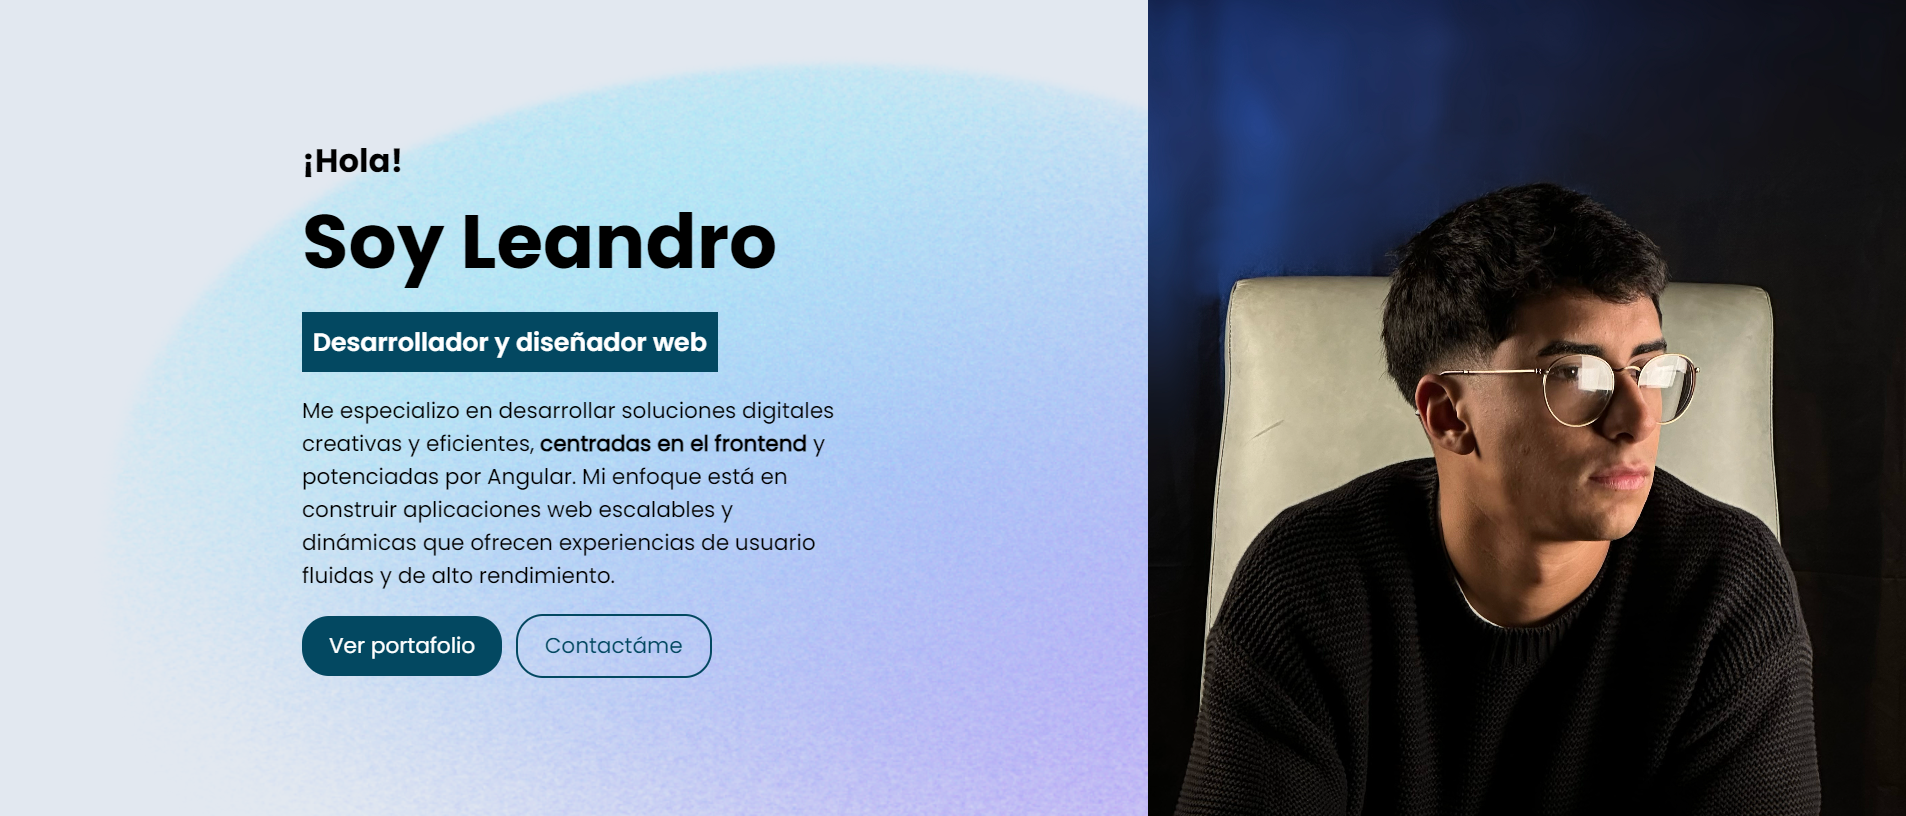 ¡Hola!
Soy Leandro
Desarrollador y diseñador web
Me especializo en desarrollar soluciones digitales
creativas y eficientes, centradas en el frontend y
potenciadas por Angular. Mi enfoque está en
construir aplicaciones web escalables y
dinámicas que ofrecen experiencias de usuario
fluidas y de alto rendimiento.
Ver portafolio
Contactáme